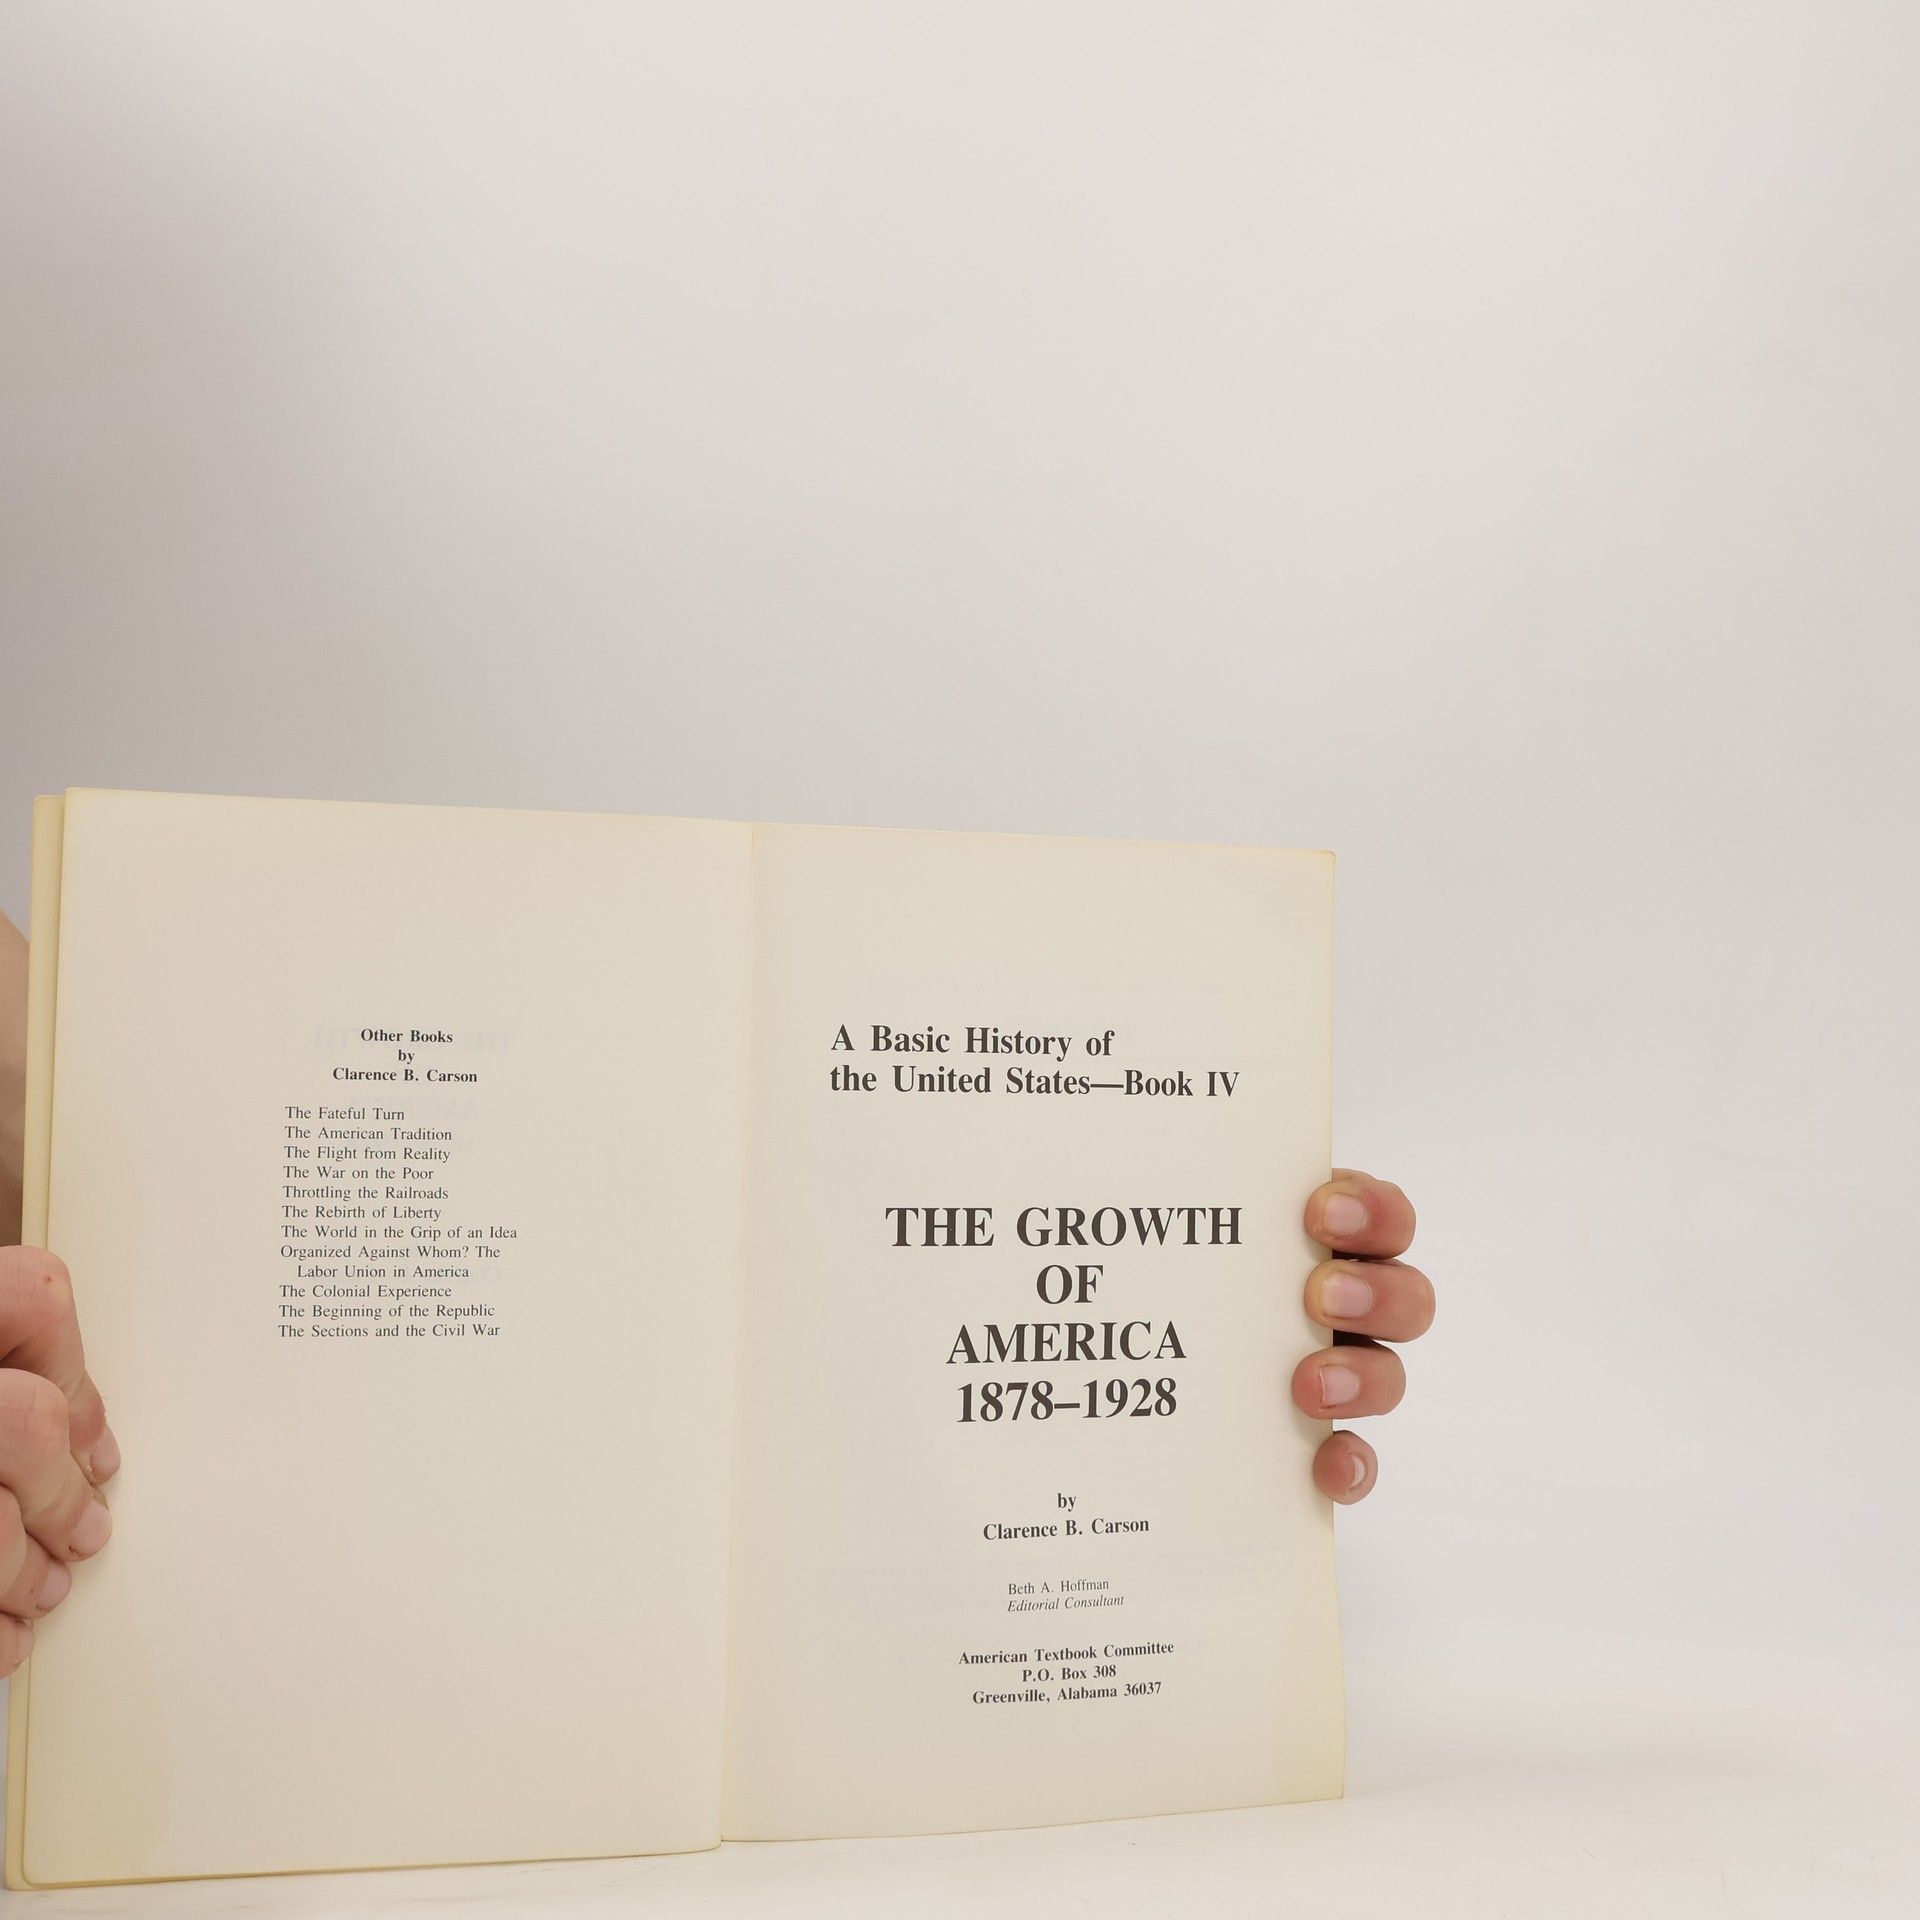 Other Books
by
Clarence B. Carson
The Fateful Turn
The American Tradition
The Flight from Reality
The War on the Poor
Throttling the Railroads
The Rebirth of Liberty
The World in the Grip of an Idea
Organized Against Whom? The
Labor Union in America
The Colonial Experience
The Beginning of the Republic
The Sections and the Civil War
A Basic History of
the United States—Book IV
THE GROWTH
OF
AMERICA
1878–1928
by
Clarence B. Carson
Beth A. Hoffman
Editorial Consultant
American Textbook Committee
P.O. Box 308
Greenville, Alabama 36037